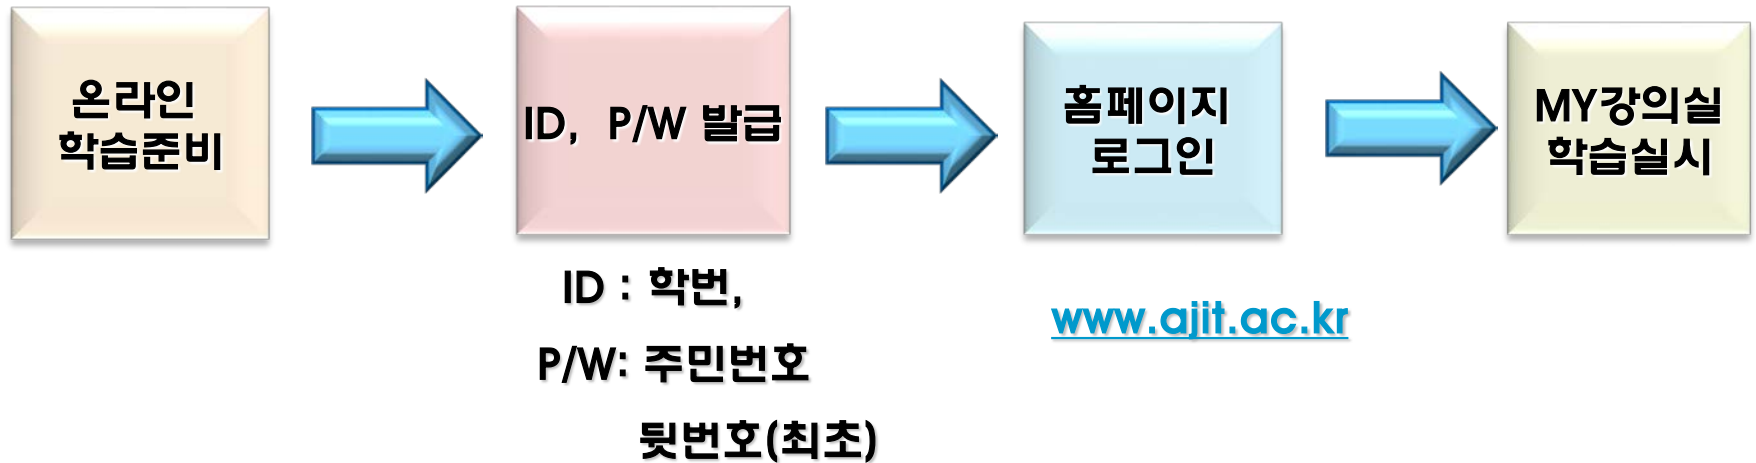 온라인
학습준비
ID, P/W 발급
홈페이지
로그인
MY강의실
학습실시
ID : 학번,
P/W: 주민번호
뒷번호(최초)
www.ajit.ac.kr